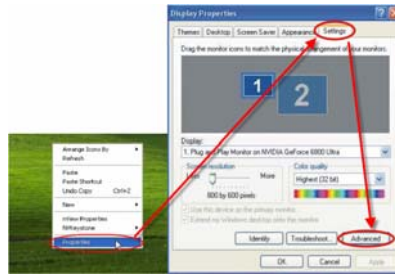 Display Properties
Themes Desktop Screen Saver Appearance Settings
Drag the monitor icons to match the physical arrangement of your monitors.
1 2
Display:
1. Plug and Play Monitor on NVIDIA GeForce 6800 Ultra
Screen resolution
Less More
800 by 600 pixels
Color quality
Highest (32 bit)
Use this device as the primary monitor.
Extend my Windows desktop onto this monitor.
Identify Troubleshoot... Advanced
OK Cancel Apply
Arrange Icons By
Refresh
Paste
Paste Shortcut
Undo Copy Ctrl+Z
New
nView Properties
NVKeystone
Properties